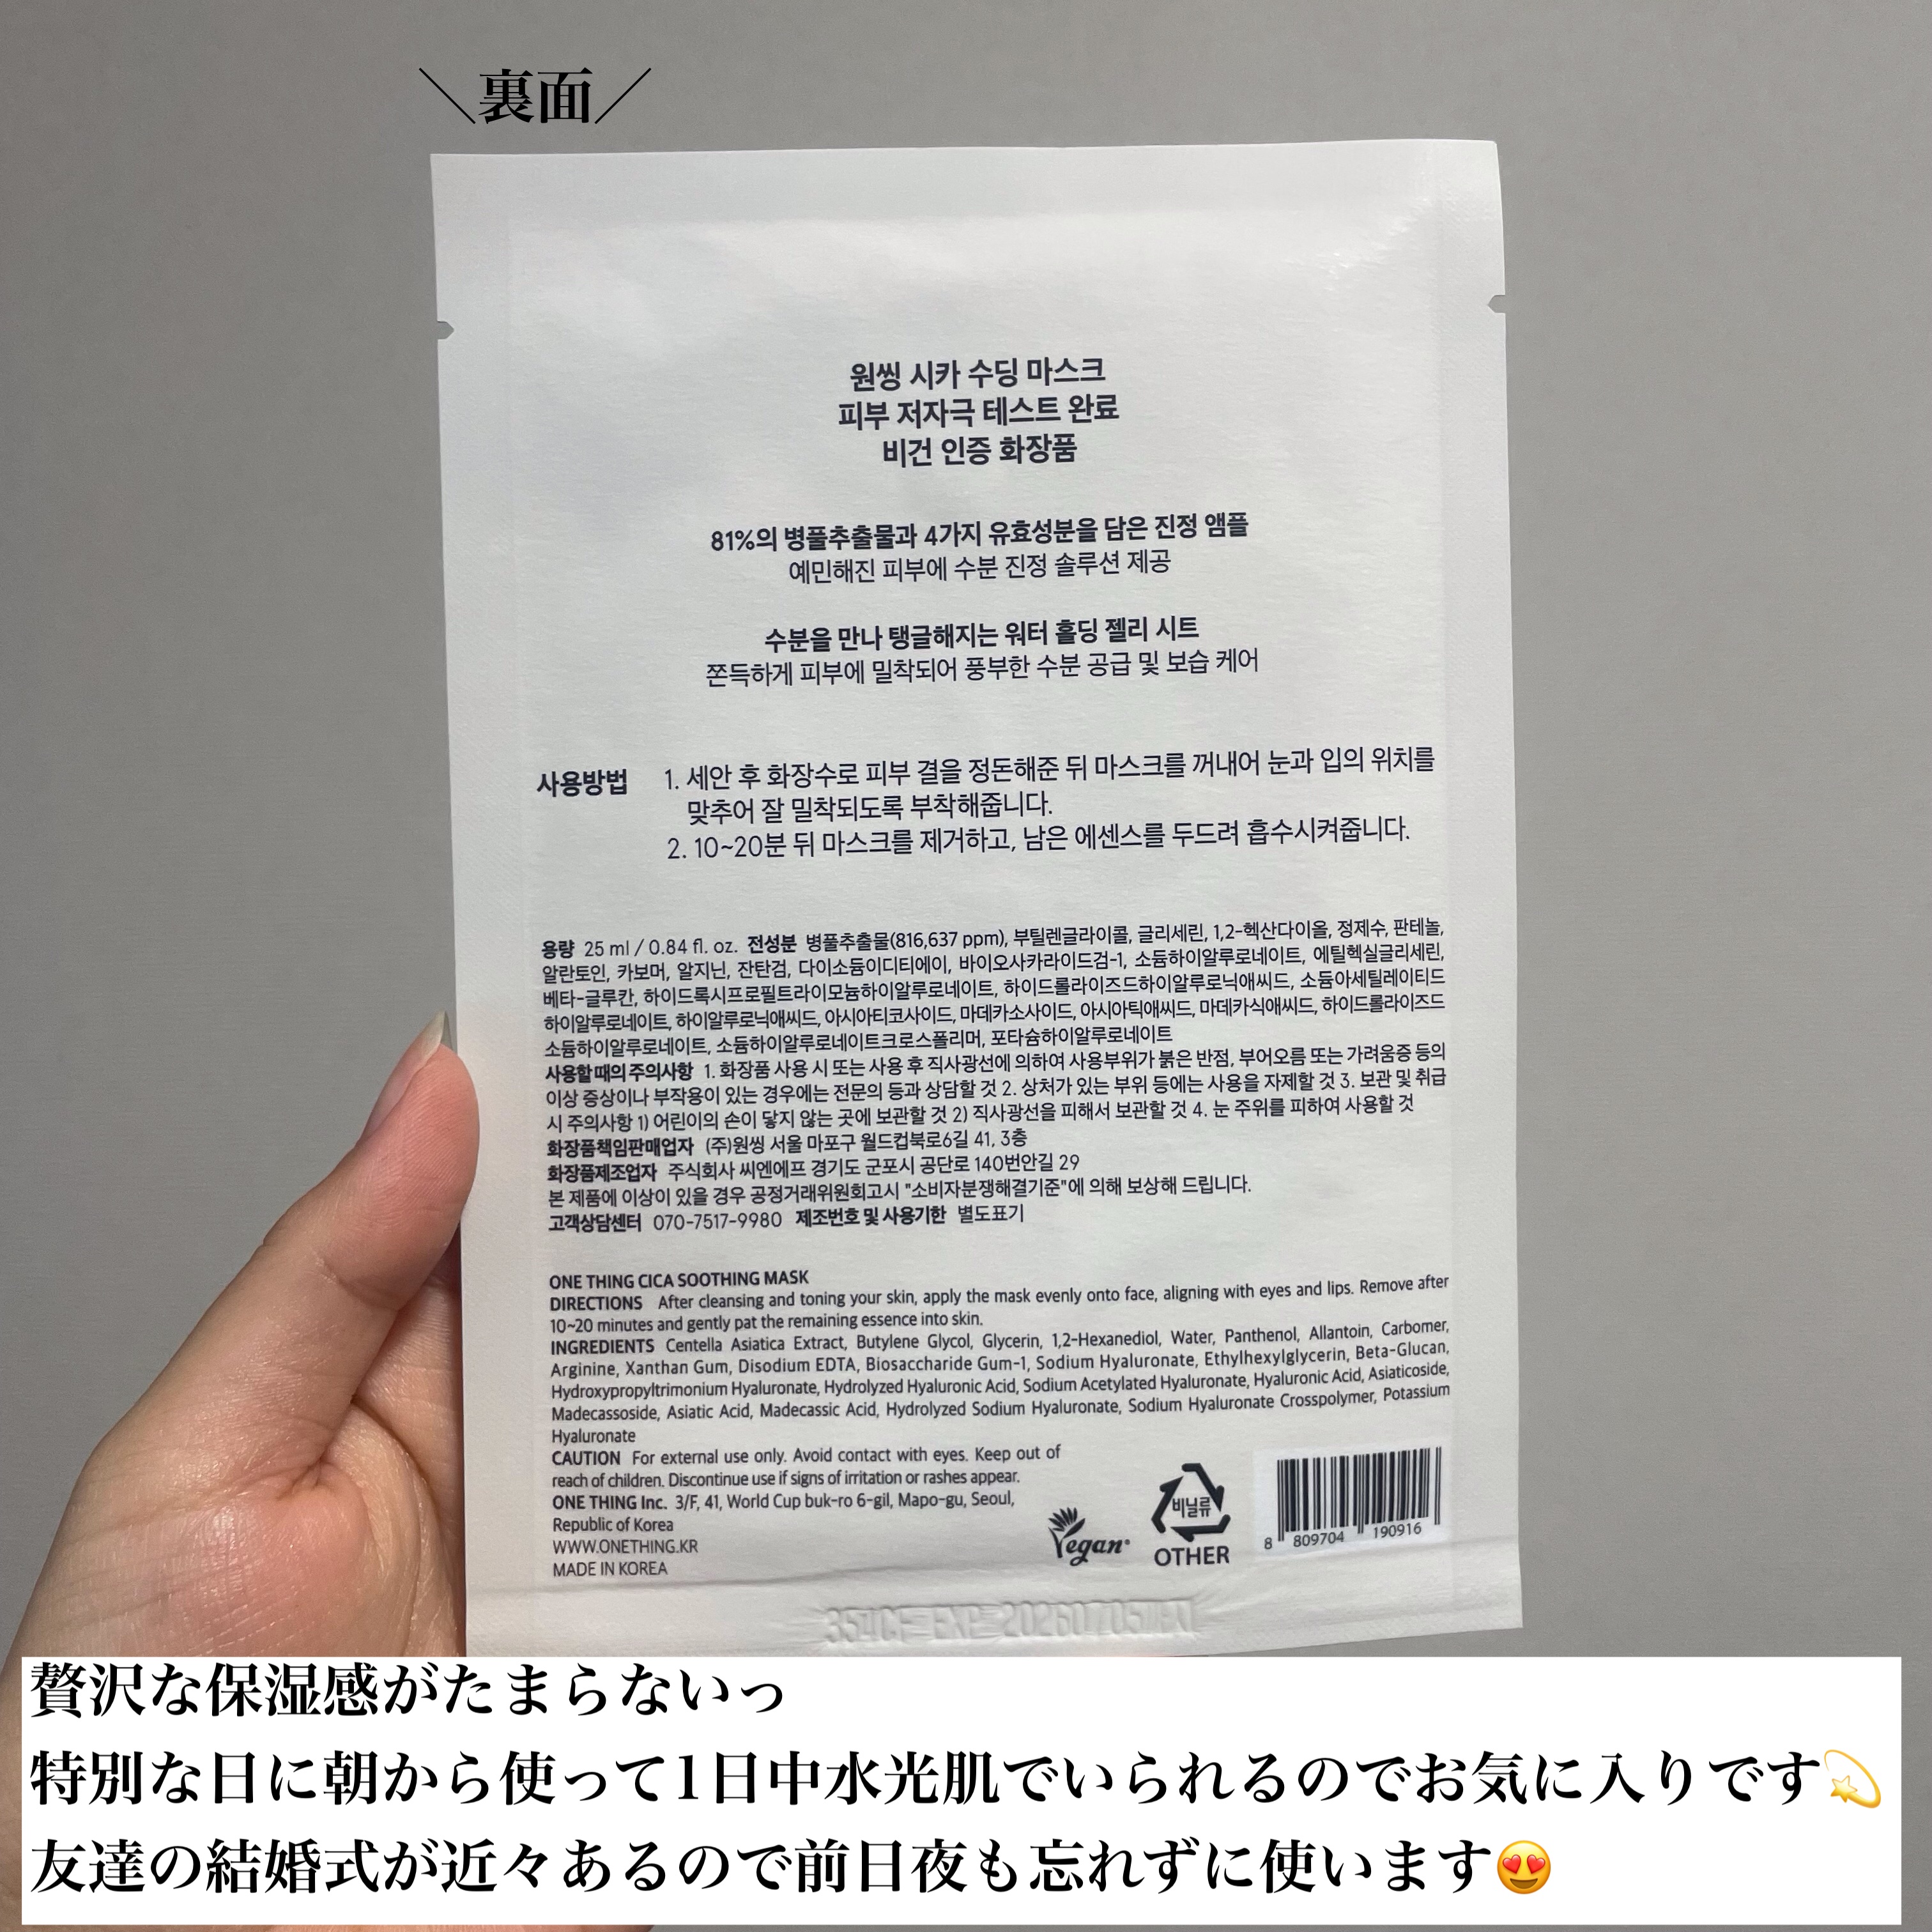 ＼裏面／
원씽 시카 수딩 마스크
피부 저자극 테스트 완료
비건 인증 화장품
81%의 병풀추출물과 4가지 유효성분을 담은 진정 앰플
예민해진 피부에 수분 진정 솔루션 제공
수분을 만나 탱글해지는 워터 홀딩 젤리 시트
쫀득하게 피부에 밀착되어 풍부한 수분 공급 및 보습 케어
사용방법 1. 세안 후 화장수로 피부 결을 정돈해준 뒤 마스크를 꺼내어 눈과 입의 위치를
맞추어 잘 밀착되도록 부착해줍니다.
2. 10~20분 뒤 마스크를 제거하고, 남은 에센스를 두드려 흡수시켜줍니다.
용량 25 ml / 0.84 fl. oz. 전성분 병풀추출물(816,637 ppm), 부틸렌글라이콜, 글리세린, 1,2-헥산다이올, 정제수, 판테놀,
알란토인, 카보머, 알지닌, 잔탄검, 다이소듐이디티에이, 바이오사카라이드검-1, 소듐하이알루로네이트, 에틸헥실글리세린,
베타-글루칸, 하이드록시프로필트라이모늄하이알루로네이트, 하이드롤라이즈드하이알루로닉애씨드, 소듐아세틸레이티드
하이알루로네이트, 하이알루로닉애씨드, 아시아티코사이드, 마데카소사이드, 아시아틱애씨드, 마데카식애씨드, 하이드롤라이즈드
소듐하이알루로네이트, 소듐하이알루로네이트크로스폴리머, 포타슘하이알루로네이트
사용할 때의 주의사항 1. 화장품 사용 시 또는 사용 후 직사광선에 의하여 사용부위가 붉은 반점, 부어오름 또는 가려움증 등의
이상 증상이나 부작용이 있는 경우에는 전문의 등과 상담할 것 2. 상처가 있는 부위 등에는 사용을 자제할 것 3. 보관 및 취급
시 주의사항 1) 어린이의 손이 닿지 않는 곳에 보관할 것 2) 직사광선을 피해서 보관할 것 4. 눈 주위를 피하여 사용할 것
화장품책임판매업자 (주)원씽 서울 마포구 월드컵북로6길 41, 3층
화장품제조업자 주식회사 씨엔에프 경기도 군포시 공단로 140번안길 29
본 제품에 이상이 있을 경우 공정거래위원회고시 "소비자분쟁해결기준"에 의해 보상해 드립니다.
고객상담센터 070-7517-9980 제조번호 및 사용기한 별도표기
ONE THING CICA SOOTHING MASK
DIRECTIONS After cleansing and toning your skin, apply the mask evenly onto face, aligning with eyes and lips. Remove after
10~20 minutes and gently pat the remaining essence into skin.
INGREDIENTS Centella Asiatica Extract, Butylene Glycol, Glycerin, 1,2-Hexanediol, Water, Panthenol, Allantoin, Carbomer,
Arginine, Xanthan Gum, Disodium EDTA, Biosaccharide Gum-1, Sodium Hyaluronate, Ethylhexylglycerin, Beta-Glucan,
Hydroxypropyltrimonium Hyaluronate, Hydrolyzed Hyaluronic Acid, Sodium Acetylated Hyaluronate, Hyaluronic Acid, Asiaticoside,
Madecassoside, Asiatic Acid, Madecassic Acid, Hydrolyzed Sodium Hyaluronate, Sodium Hyaluronate Crosspolymer, Potassium
Hyaluronate
CAUTION For external use only. Avoid contact with eyes. Keep out of
reach of children. Discontinue use if signs of irritation or rashes appear.
ONE THING Inc. 3/F, 41, World Cup buk-ro 6-gil, Mapo-gu, Seoul,
Republic of Korea
WWW.ONETHING.KR
MADE IN KOREA
Vegan
비닐류
OTHER
8 809704 190916
EXP 20260705까지
贅沢な保湿感がたまらないっ
特別な日に朝から使って1日中水光肌でいられるのでお気に入りです💫
友達の結婚式が近々あるので前日夜も忘れずに使います😍